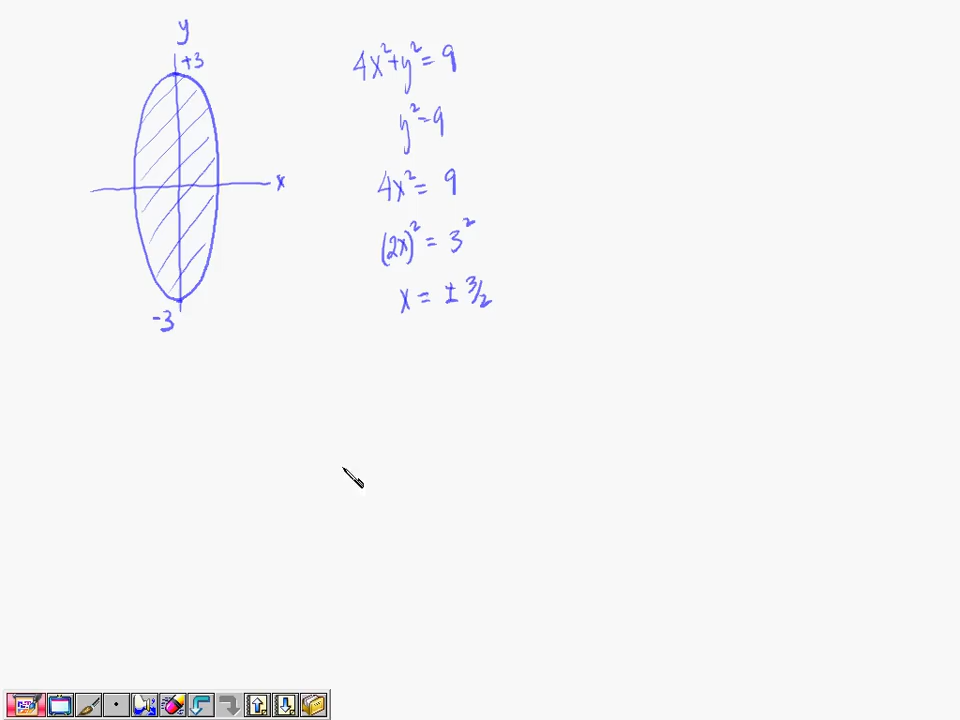 y
+3
x
-3
4x²+y²=9
y²=9
4x²=9
(2x)²=3²
x=±3/2